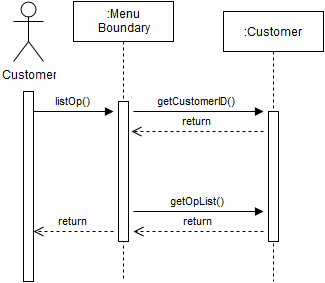 :Menu
Boundary
:Customer
Customer
listOp()
getCustomerID()
return
getOpList()
return
return